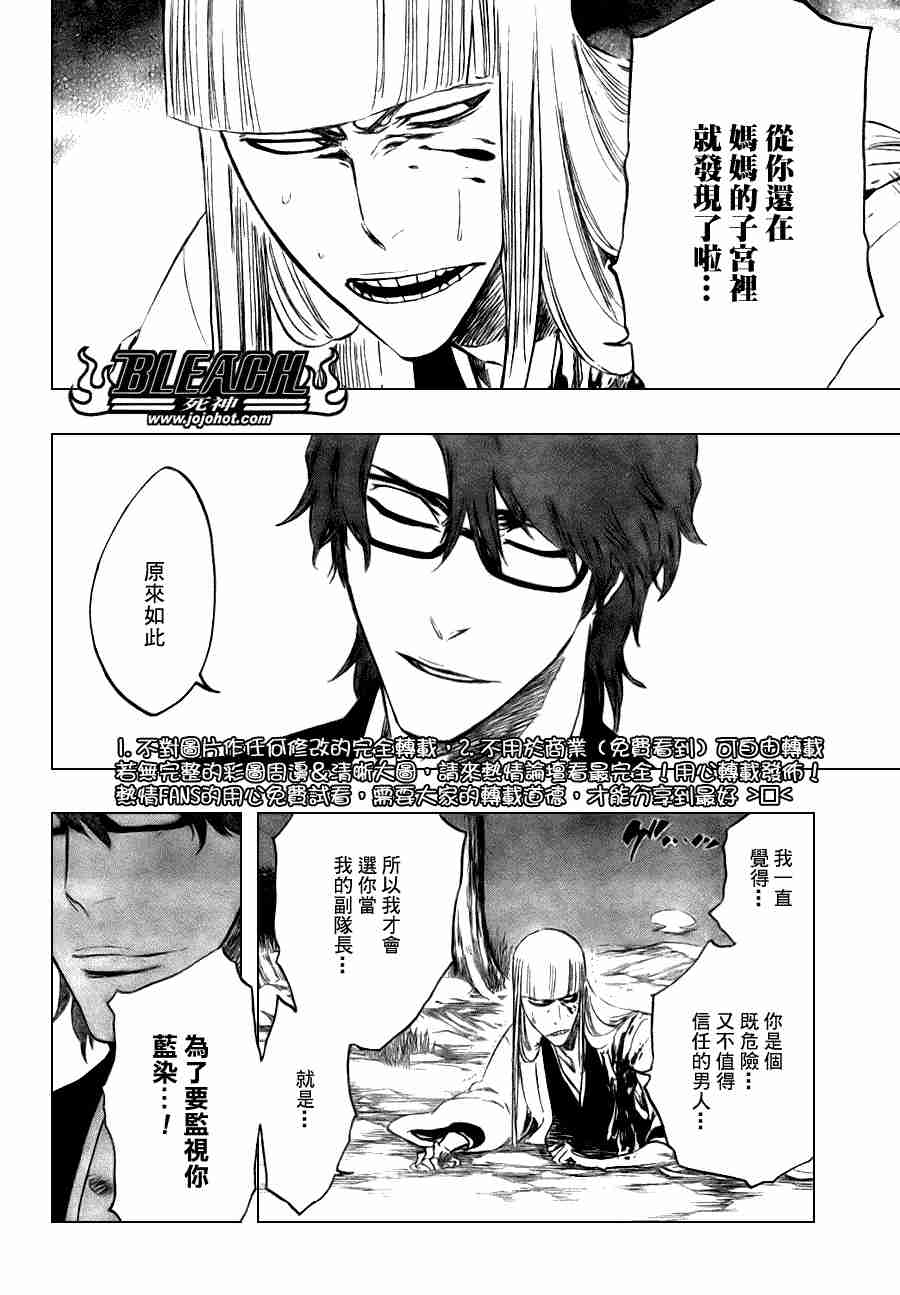 從你還在
媽媽的子宮裡
就發現了啦…
BLEACH
死神
www.jojohot.com
原來如此
1. 不對圖片作任何修改的完全轉載，2. 不用於商業（免費看到）可自由轉載
若無完整的彩圖周邊＆清晰大圖，請來熱情論壇看最完全！用心轉載發佈！
熱情FANS的用心免費試看，需要大家的轉載道德，才能分享到最好 >□<
我一直
覺得…
你是個
既危險…
又不值得
信任的男人…
所以我才會
選你當
我的副隊長…
就是…
為了要監視你
藍染…！